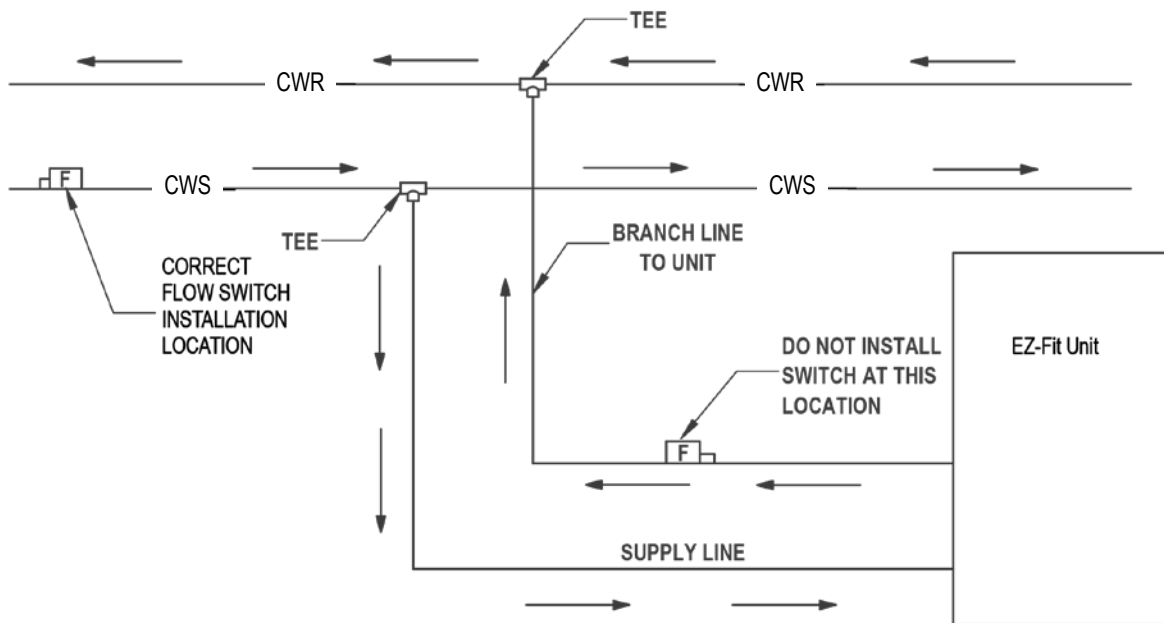 TEE
CWR
CWR
F
CWS
CWS
TEE
CORRECT
FLOW SWITCH
INSTALLATION
LOCATION
BRANCH LINE
TO UNIT
DO NOT INSTALL
SWITCH AT THIS
LOCATION
EZ-Fit Unit
F
SUPPLY LINE